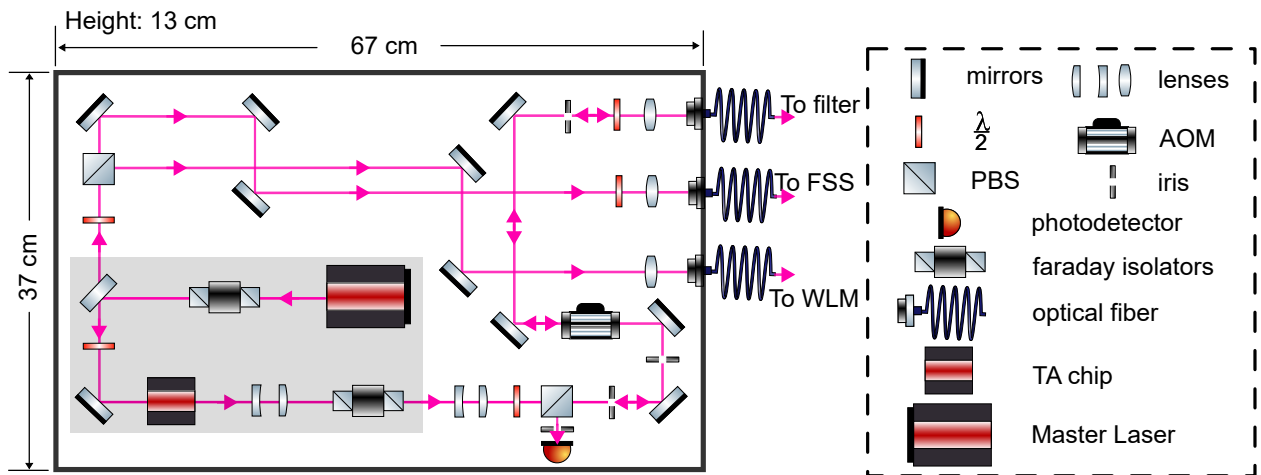 Height: 13 cm
67 cm
37 cm
To filter
To FSS
To WLM
mirrors
lenses
λ/2
AOM
PBS
iris
photodetector
faraday isolators
optical fiber
TA chip
Master Laser